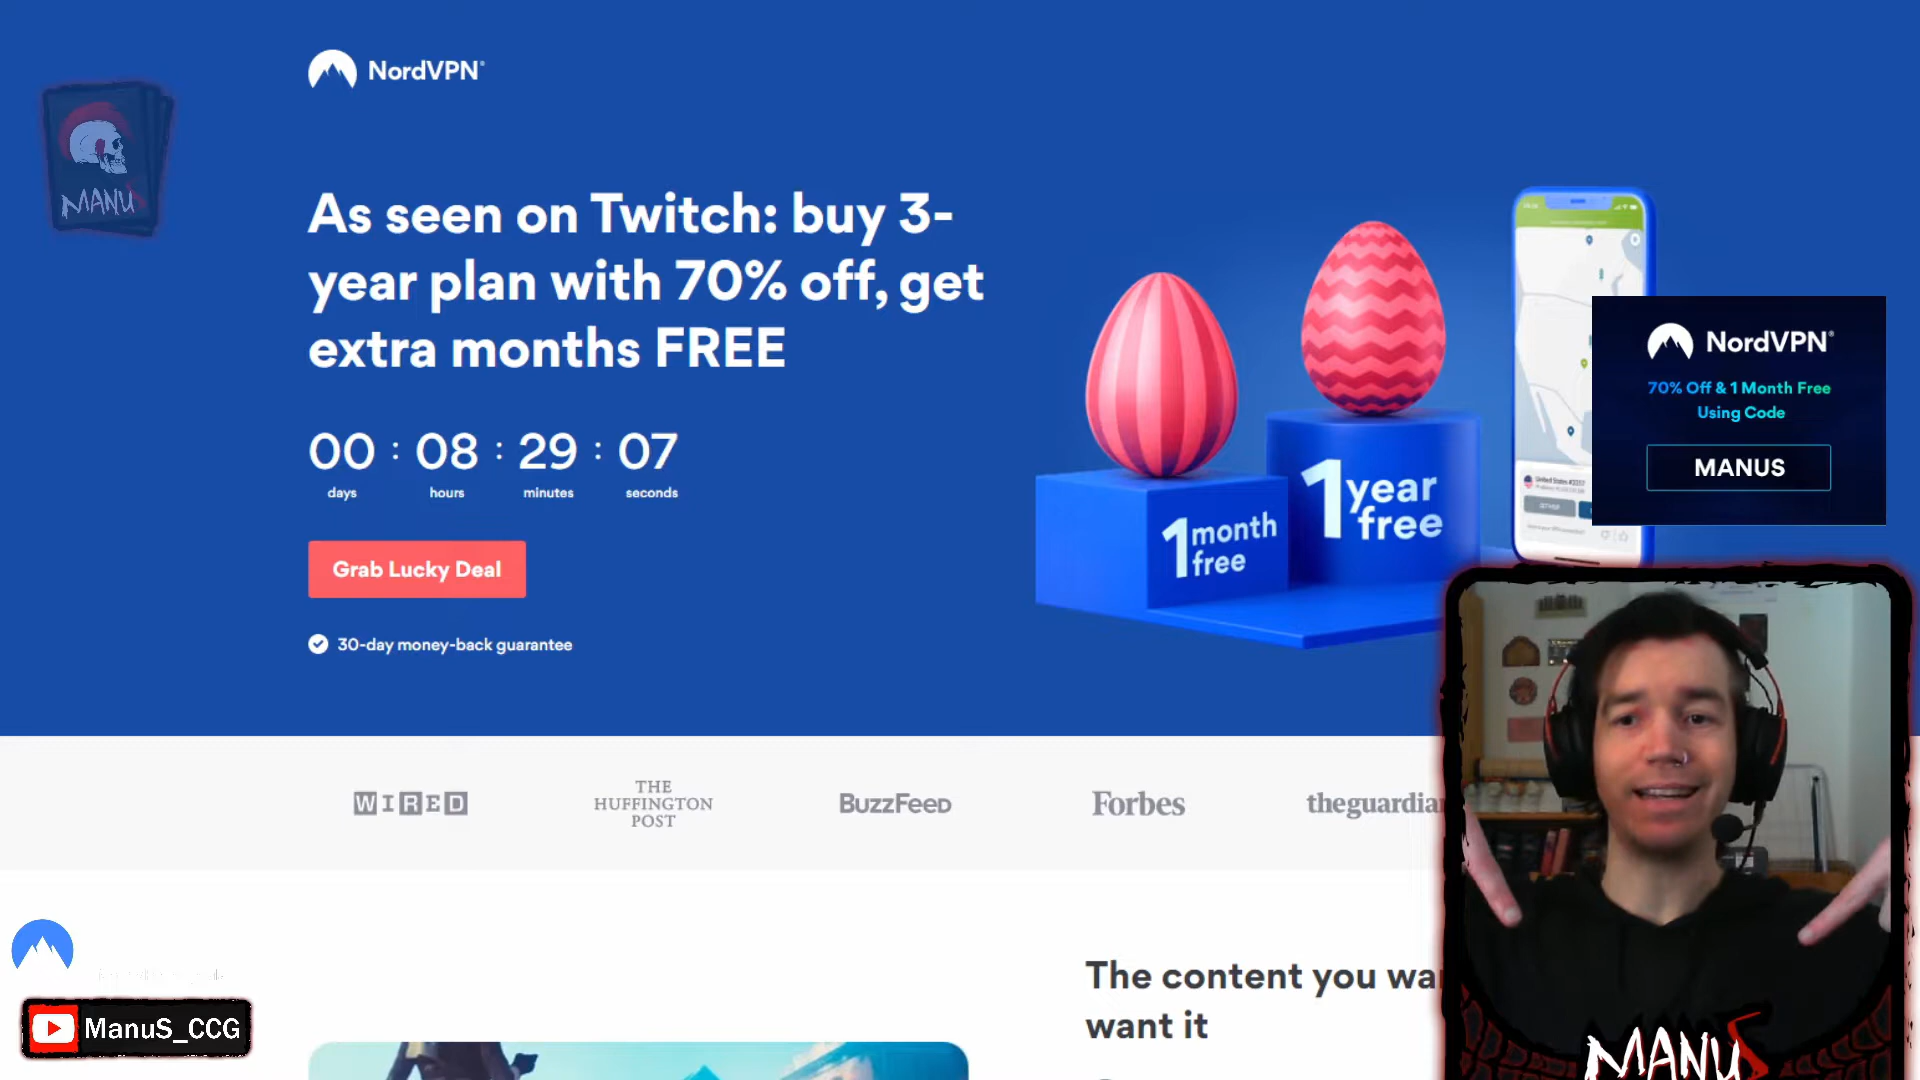 NordVPN®
MANUS
As seen on Twitch: buy 3-
year plan with 70% off, get
extra months FREE
00 : 08 : 29 : 07
days hours minutes seconds
Grab Lucky Deal
30-day money-back guarantee
1 month
free
1 year
free
NordVPN®
70% Off & 1 Month Free
Using Code
MANUS
WIRED
THE
HUFFINGTON
POST
BuzzFeed
Forbes
theguardia
The content you wa
want it
ManuS_CCG
MANUS